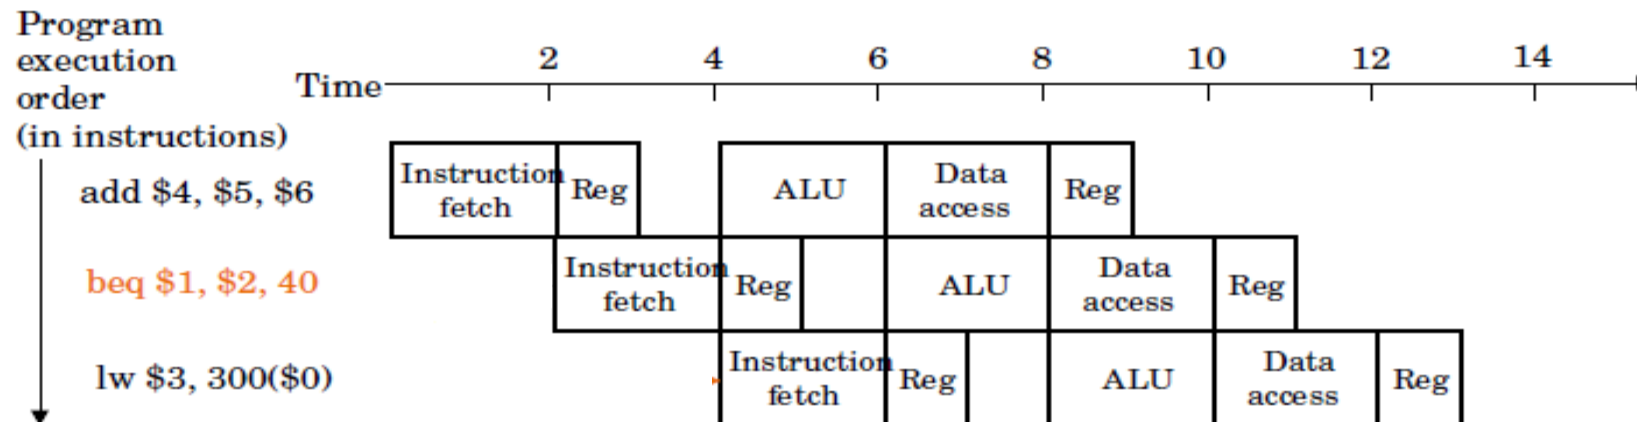 Program
execution
order
(in instructions)
Time
2 4 6 8 10 12 14
add $4, $5, $6
Instruction
fetch
Reg
ALU
Data
access
Reg
beq $1, $2, 40
Instruction
fetch
Reg
ALU
Data
access
Reg
lw $3, 300($0)
Instruction
fetch
Reg
ALU
Data
access
Reg